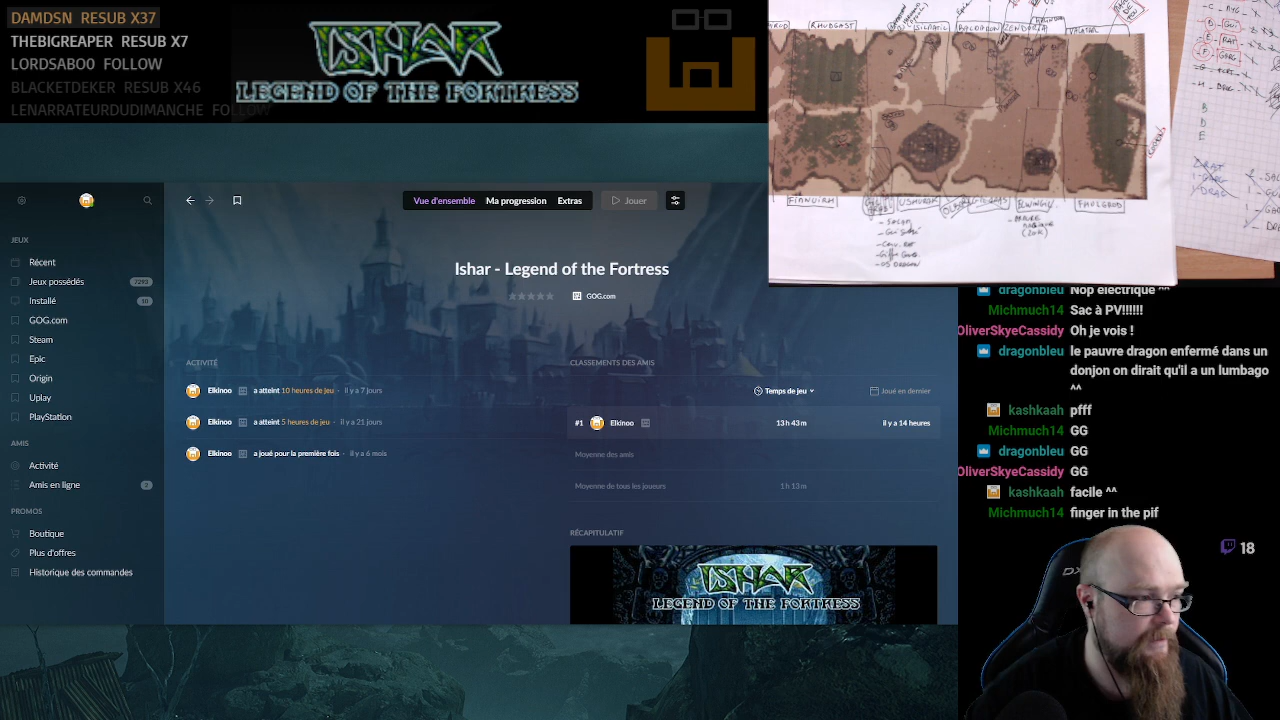 DAMDSN RESUB X37
THEBIGREAPER RESUB X7
LORDSABO0 FOLLOW
BLACKETDEKER RESUB X46
LENARRATEURDUDIMANCHE FOLLOW
ISHAR
LEGEND OF THE FORTRESS
RHUDGAST
FHULGROD
Vue d'ensemble
Ma progression
Extras
Jouer
JEUX
Récent
Jeux possédés 7293
Installé 10
GOG.com
Steam
Epic
Origin
Uplay
PlayStation
AMIS
Activité
Amis en ligne 2
PROMOS
Boutique
Plus d'offres
Historique des commandes
Ishar - Legend of the Fortress
GOG.com
ACTIVITÉ
Elkinoo a atteint 10 heures de jeu · il y a 7 jours
Elkinoo a atteint 5 heures de jeu · il y a 21 jours
Elkinoo a joué pour la première fois · il y a 6 mois
CLASSEMENTS DES AMIS
Temps de jeu
Joué en dernier
#1 Elkinoo 13 h 43 m il y a 14 heures
Moyenne des amis
Moyenne de tous les joueurs 1 h 13 m
RÉCAPITULATIF
ISHAR
LEGEND OF THE FORTRESS
dragonbleu Nop electrique ^^
Michmuch14 Sac à PV!!!!!!
OliverSkyeCassidy Oh je vois !
dragonbleu le pauvre dragon enfermé dans un
donjon on dirait qu'il a un lumbago
^^
kashkaah pfff
Michmuch14 GG
dragonbleu GG
OliverSkyeCassidy GG
kashkaah facile ^^
Michmuch14 finger in the pif
18